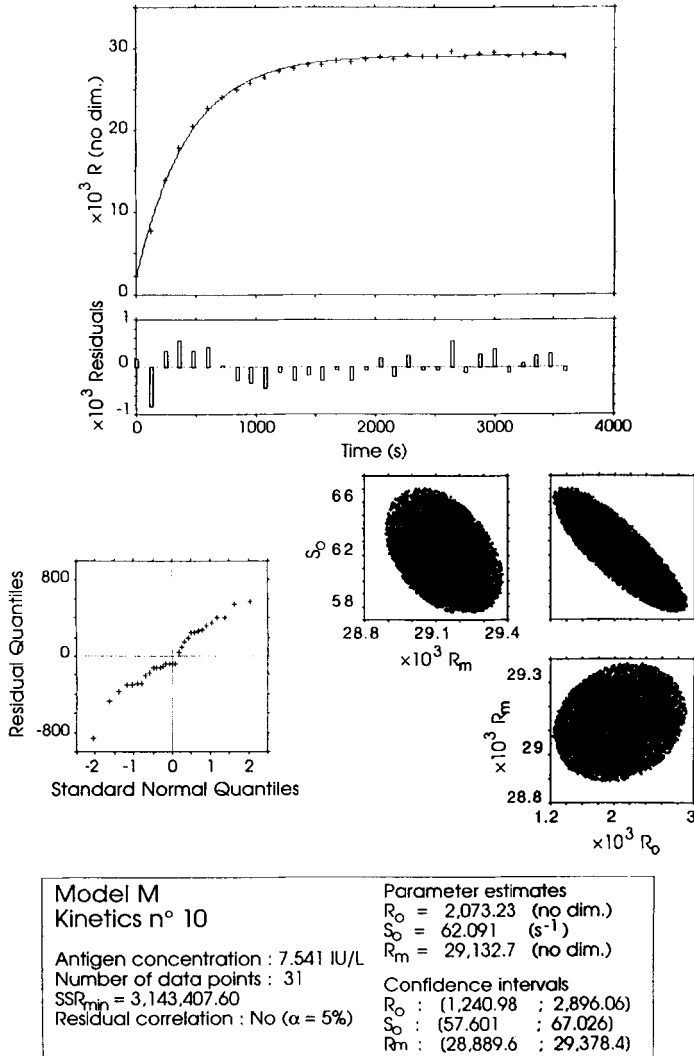 30
20
10
0
×10³ R (no dim.)
0 1000 2000 3000 4000
1
0
-1
×10³ Residuals
0 1000 2000 3000 4000
Time (s)
66
62
58
S₀
28.8 29.1 29.4
×10³ Rm
800
0
-800
Residual Quantiles
-2 -1 0 1 2
Standard Normal Quantiles
29.3
29
28.8
×10³ Rm
1.2 2 3
×10³ R₀
Model M
Kinetics n° 10
Antigen concentration : 7.541 IU/L
Number of data points : 31
SSRmin = 3,143,407.60
Residual correlation : No (α = 5%)
Parameter estimates
R₀ = 2,073.23 (no dim.)
S₀ = 62.091 (s⁻¹)
Rm = 29,132.7 (no dim.)
Confidence intervals
R₀ : (1,240.98 ; 2,896.06)
S₀ : (57.601 ; 67.026)
Rm : (28,889.6 ; 29,378.4)